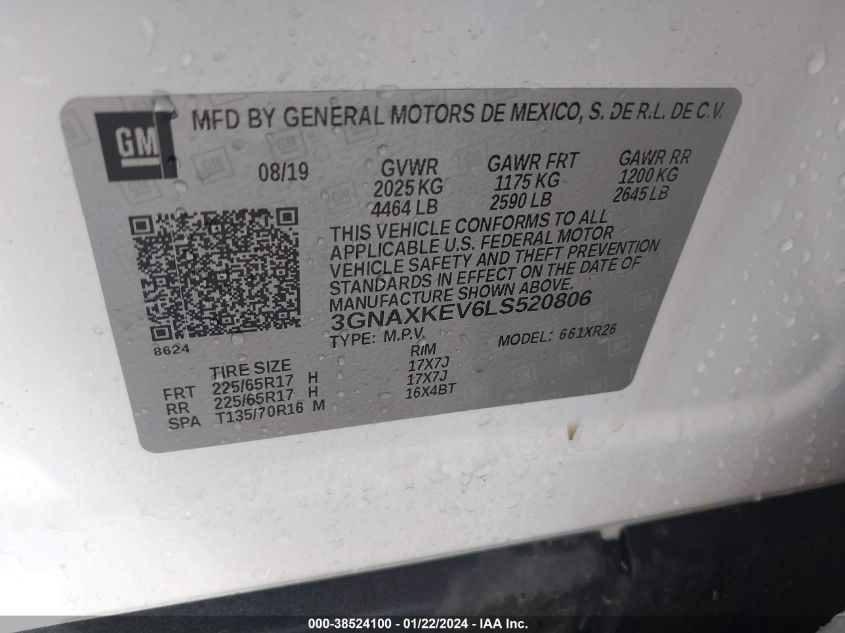 GM
MFD BY GENERAL MOTORS DE MEXICO, S. DE R.L. DE C.V.
08/19 GVWR GAWR FRT GAWR RR
2025 KG 1175 KG 1200 KG
4464 LB 2590 LB 2645 LB
THIS VEHICLE CONFORMS TO ALL
APPLICABLE U.S. FEDERAL MOTOR
VEHICLE SAFETY AND THEFT PREVENTION
STANDARDS IN EFFECT ON THE DATE OF
MANUFACTURE SHOWN ABOVE.
3GNAXKEV6LS520806
8624
TYPE: M.P.V. MODEL: 661XR26
TIRE SIZE RIM
FRT 225/65R17 H 17X7J
RR 225/65R17 H 17X7J
SPA T135/70R16 M 16X4BT
000-38524100 - 01/22/2024 - IAA Inc.